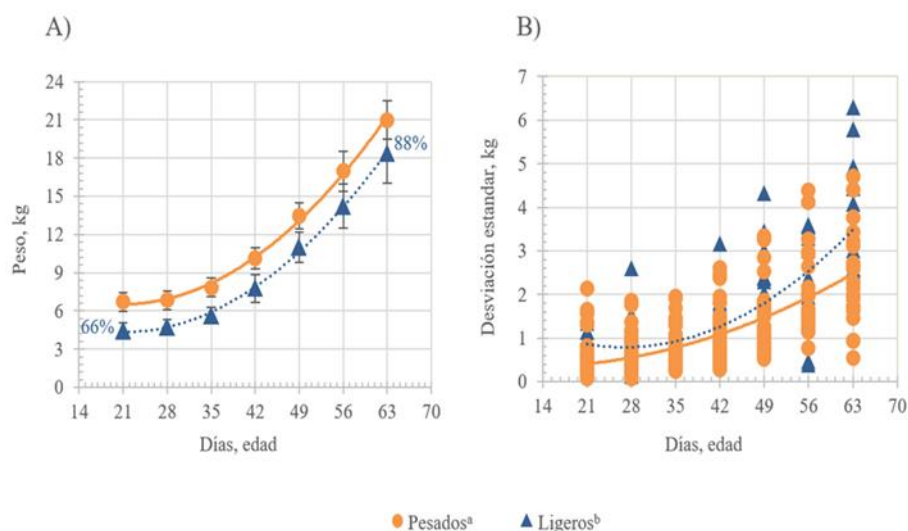 A)
B)
24
21
18
15
12
9
6
3
0
Peso, kg
88%
66%
14 21 28 35 42 49 56 63 70
Días, edad
7
6
5
4
3
2
1
0
Desviación estandar, kg
14 21 28 35 42 49 56 63 70
Días, edad
Pesadosᵃ Ligerosᵇ